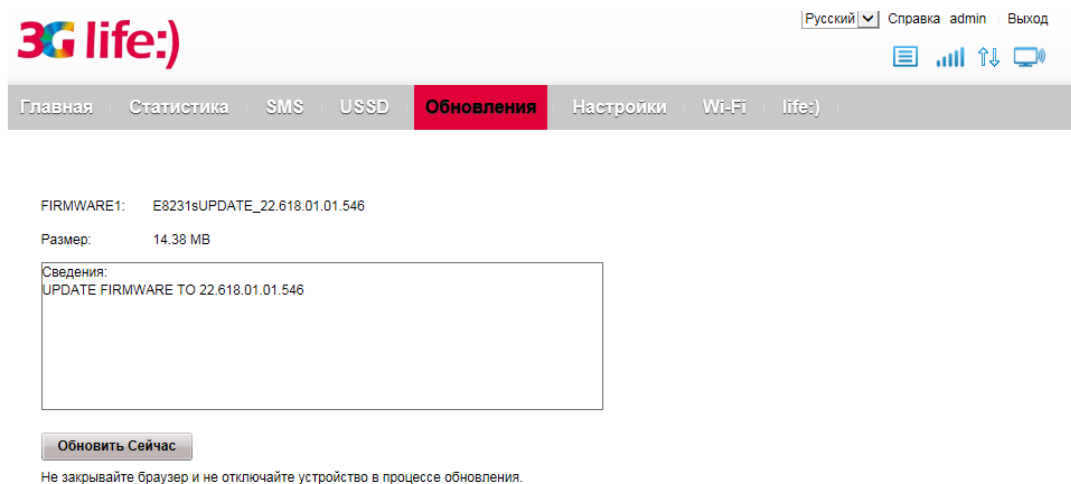 3G life:)
Русский Справка admin Выход
Главная Статистика SMS USSD Обновления Настройки Wi-Fi life:)
FIRMWARE1: E8231sUPDATE_22.618.01.01.546
Размер: 14.38 MB
Сведения:
UPDATE FIRMWARE TO 22.618.01.01.546
Обновить Сейчас
Не закрывайте браузер и не отключайте устройство в процессе обновления.